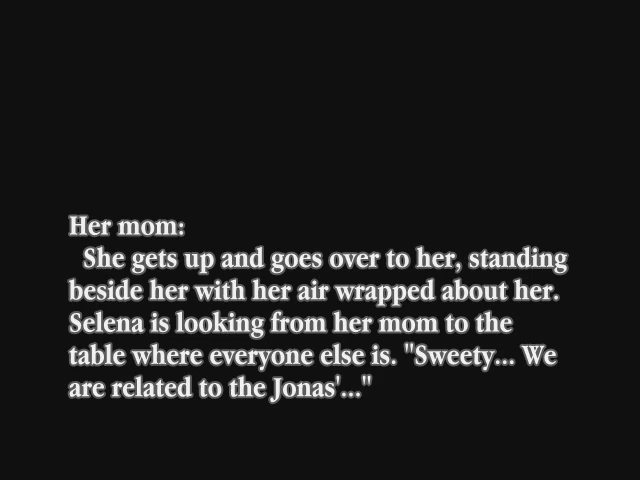 Her mom:
She gets up and goes over to her, standing
beside her with her air wrapped about her.
Selena is looking from her mom to the
table where everyone else is. "Sweety... We
are related to the Jonas'..."